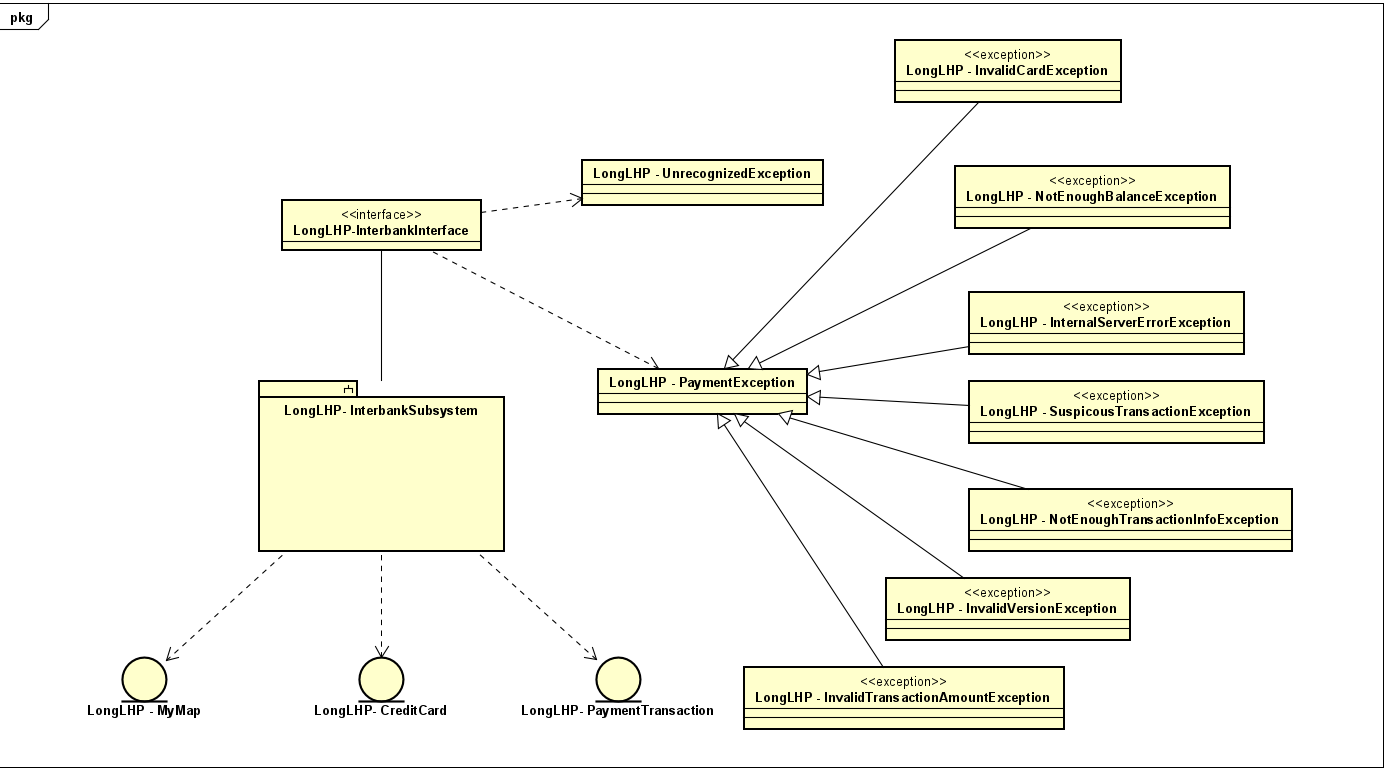 pkg
<<exception>>
LongLHP - InvalidCardException
LongLHP - UnrecognizedException
<<exception>>
LongLHP - NotEnoughBalanceException
<<interface>>
LongLHP-InterbankInterface
<<exception>>
LongLHP - InternalServerErrorException
LongLHP - PaymentException
<<exception>>
LongLHP - SuspicousTransactionException
LongLHP- InterbankSubsystem
<<exception>>
LongLHP - NotEnoughTransactionInfoException
<<exception>>
LongLHP - InvalidVersionException
<<exception>>
LongLHP - InvalidTransactionAmountException
LongLHP - MyMap
LongLHP- CreditCard
LongLHP- PaymentTransaction